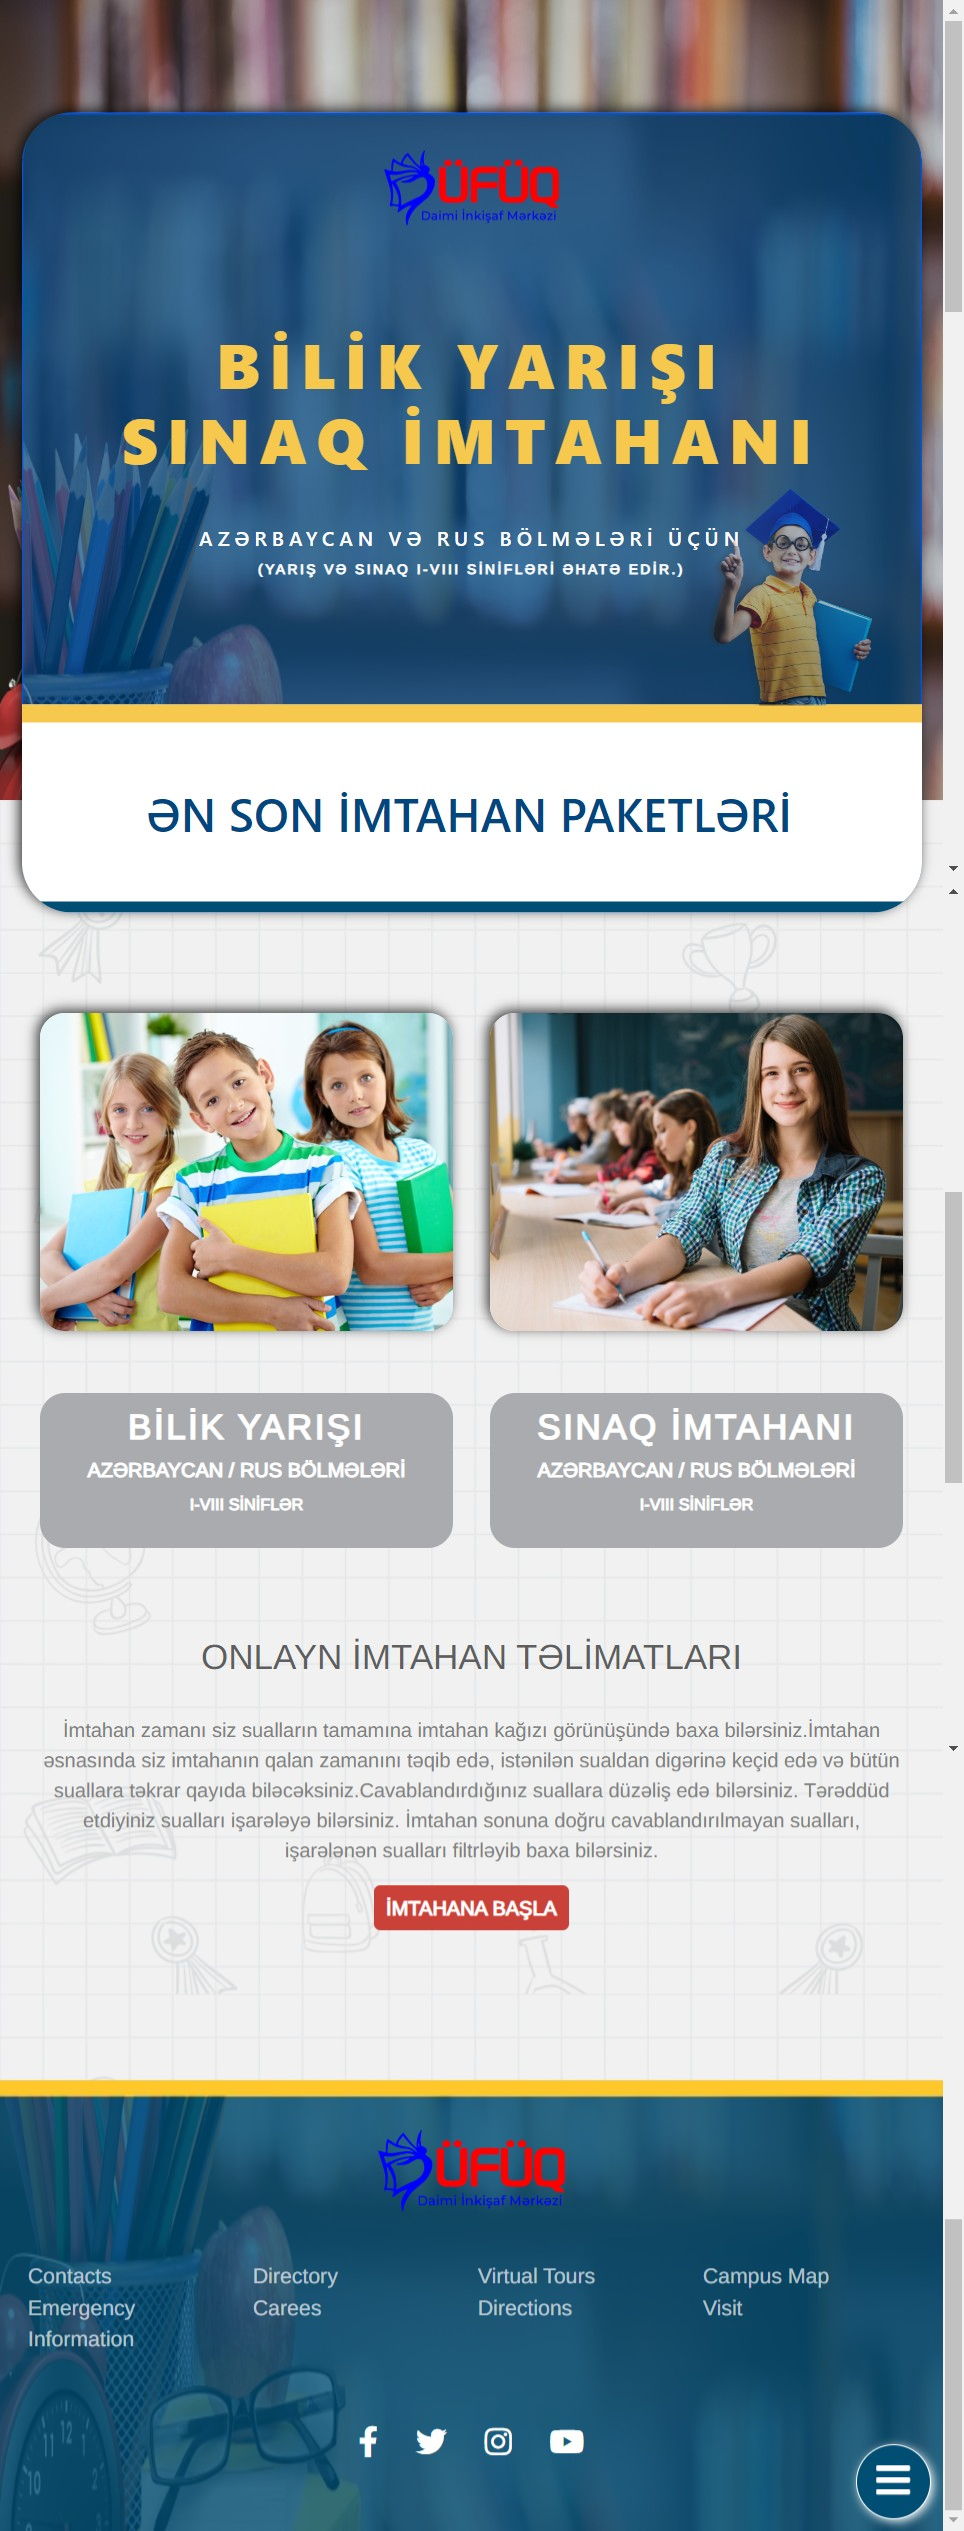 ÜFÜQ
Daimi İnkişaf Mərkəzi
BİLİK YARIŞI
SINAQ İMTAHANI
AZƏRBAYCAN VƏ RUS BÖLMƏLƏRİ ÜÇÜN
(YARIŞ VƏ SINAQ I-VIII SİNİFLƏRİ ƏHATƏ EDİR.)
ƏN SON İMTAHAN PAKETLƏRİ
BİLİK YARIŞI
AZƏRBAYCAN / RUS BÖLMƏLƏRİ
I-VIII SİNİFLƏR
SINAQ İMTAHANI
AZƏRBAYCAN / RUS BÖLMƏLƏRİ
I-VIII SİNİFLƏR
ONLAYN İMTAHAN TƏLİMATLARI
İmtahan zamanı siz sualların tamamına imtahan kağızı görünüşündə baxa bilərsiniz.İmtahan
əsnasında siz imtahanın qalan zamanını təqib edə, istənilən sualdan digərinə keçid edə və bütün
suallara təkrar qayıda biləcəksiniz.Cavablandırdığınız suallara düzəliş edə bilərsiniz. Tərəddüd
etdiyiniz sualları işarələyə bilərsiniz. İmtahan sonuna doğru cavablandırılmayan sualları,
işarələnən sualları filtrləyib baxa bilərsiniz.
İMTAHANA BAŞLA
ÜFÜQ
Daimi İnkişaf Mərkəzi
Contacts
Emergency
Information
Directory
Carees
Virtual Tours
Directions
Campus Map
Visit